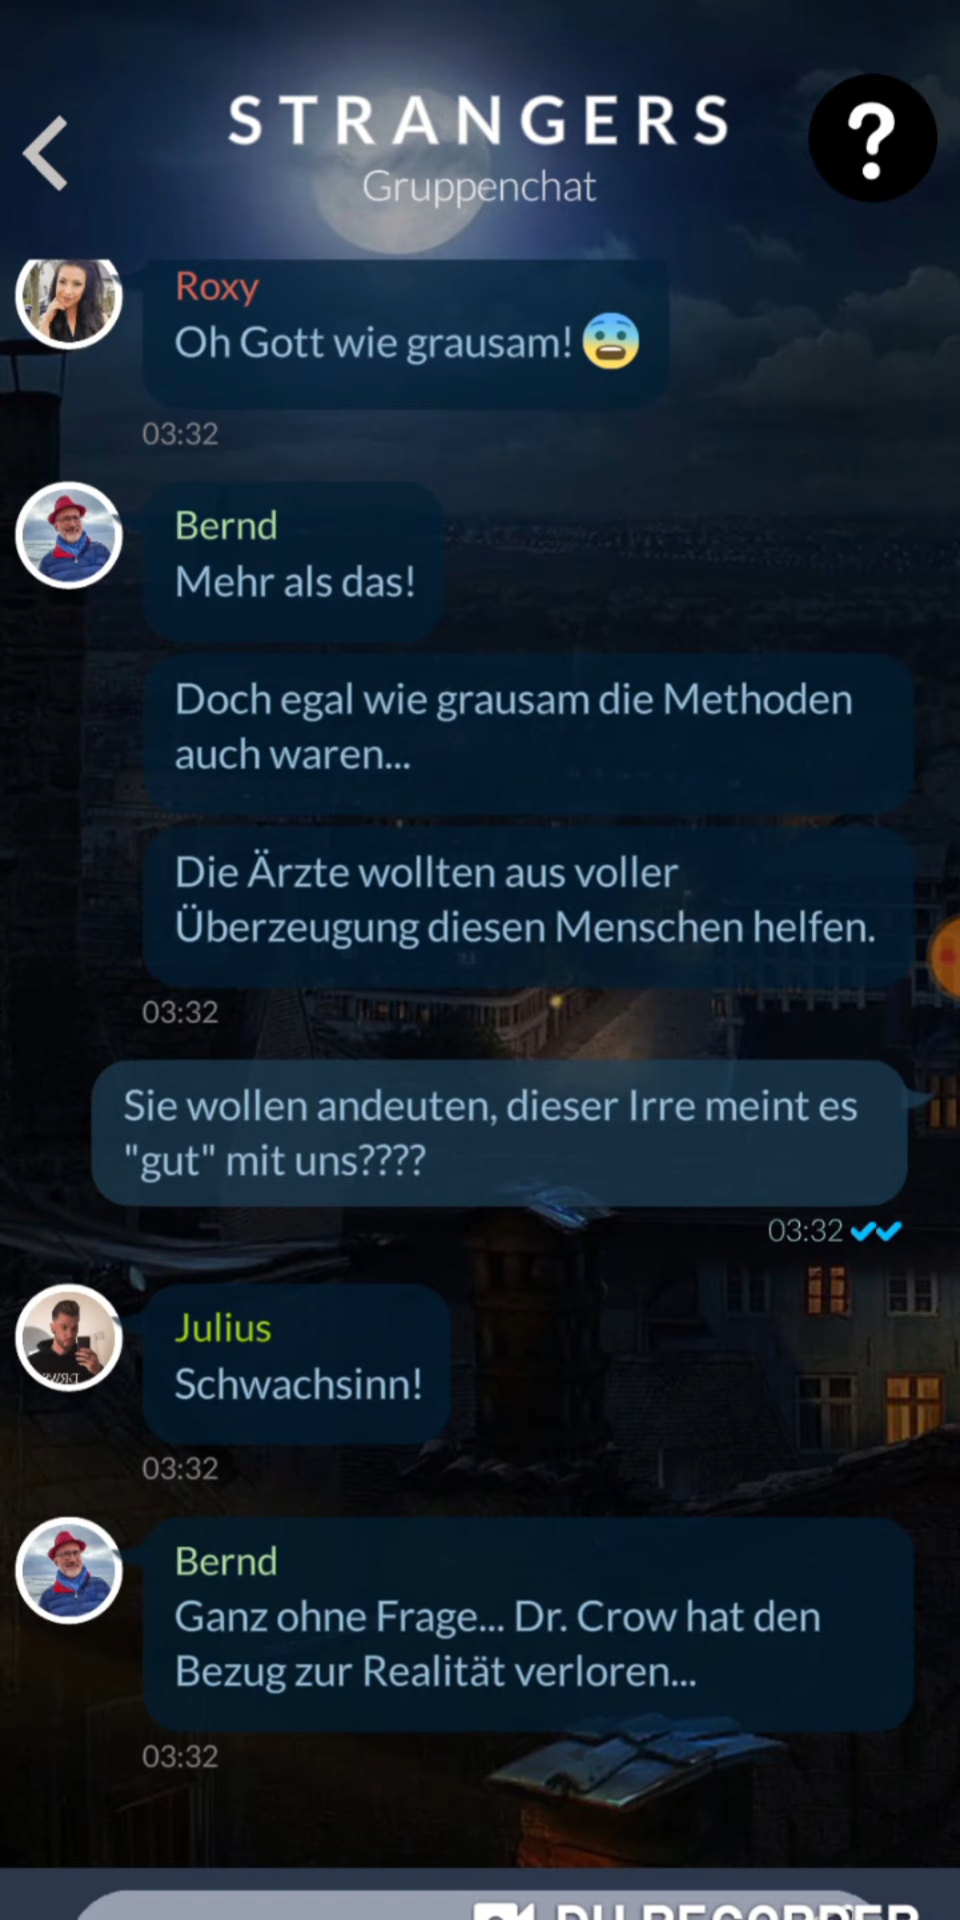 STRANGERS
?
Gruppenchat
Roxy
Oh Gott wie grausam! 😨
03:32
Bernd
Mehr als das!
Doch egal wie grausam die Methoden
auch waren...
Die Ärzte wollten aus voller
Überzeugung diesen Menschen helfen.
03:32
Sie wollen andeuten, dieser Irre meint es
"gut" mit uns????
03:32
Julius
Schwachsinn!
03:32
Bernd
Ganz ohne Frage... Dr. Crow hat den
Bezug zur Realität verloren...
03:32
DU RECORDER